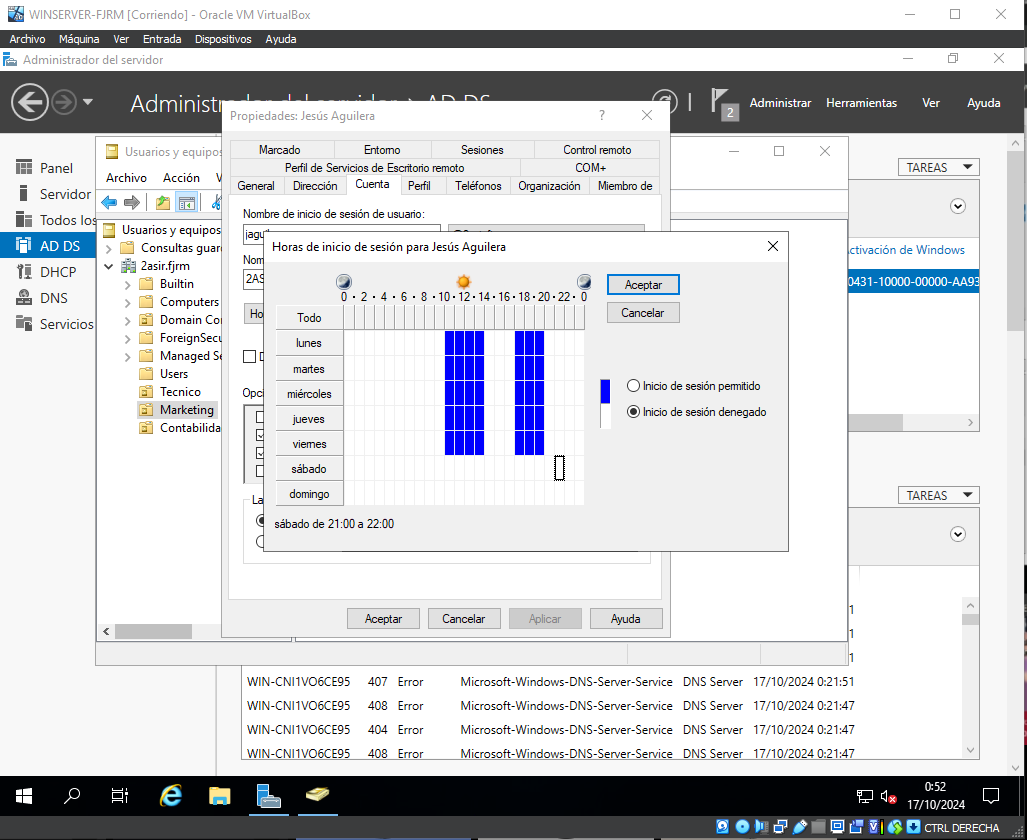 WINSERVER-FJRM [Corriendo] - Oracle VM VirtualBox
Archivo Máquina Ver Entrada Dispositivos Ayuda
Administrador del servidor
Administrar Herramientas Ver Ayuda
2
Panel
Servidor
Todos los
AD DS
DHCP
DNS
Servicios
Usuarios y equipos
Archivo Acción
Usuarios y equipos
Consultas guar
2asir.fjrm
Builtin
Computers
Domain Co
ForeignSecu
Managed Se
Users
Tecnico
Marketing
Contabilida
Propiedades: Jesús Aguilera
?
Marcado Entorno Sesiones Control remoto
Perfil de Servicios de Escritorio remoto COM+
General Dirección Cuenta Perfil Teléfonos Organización Miembro de
Nombre de inicio de sesión de usuario:
Nom
2AS
Ho
Opci
La
Horas de inicio de sesión para Jesús Aguilera
0 · 2 · 4 · 6 · 8 · 10 · 12 · 14 · 16 · 18 · 20 · 22 · 0
Todo
lunes
martes
miércoles
jueves
viernes
sábado
domingo
Aceptar
Cancelar
Inicio de sesión permitido
Inicio de sesión denegado
sábado de 21:00 a 22:00
Aceptar Cancelar Aplicar Ayuda
TAREAS
ctivación de Windows
0431-10000-00000-AA93
TAREAS
1
1
1
WIN-CNI1VO6CE95 407 Error Microsoft-Windows-DNS-Server-Service DNS Server 17/10/2024 0:21:51
WIN-CNI1VO6CE95 408 Error Microsoft-Windows-DNS-Server-Service DNS Server 17/10/2024 0:21:47
WIN-CNI1VO6CE95 404 Error Microsoft-Windows-DNS-Server-Service DNS Server 17/10/2024 0:21:47
WIN-CNI1VO6CE95 408 Error Microsoft-Windows-DNS-Server-Service DNS Server 17/10/2024 0:21:47
0:52
17/10/2024
CTRL DERECHA